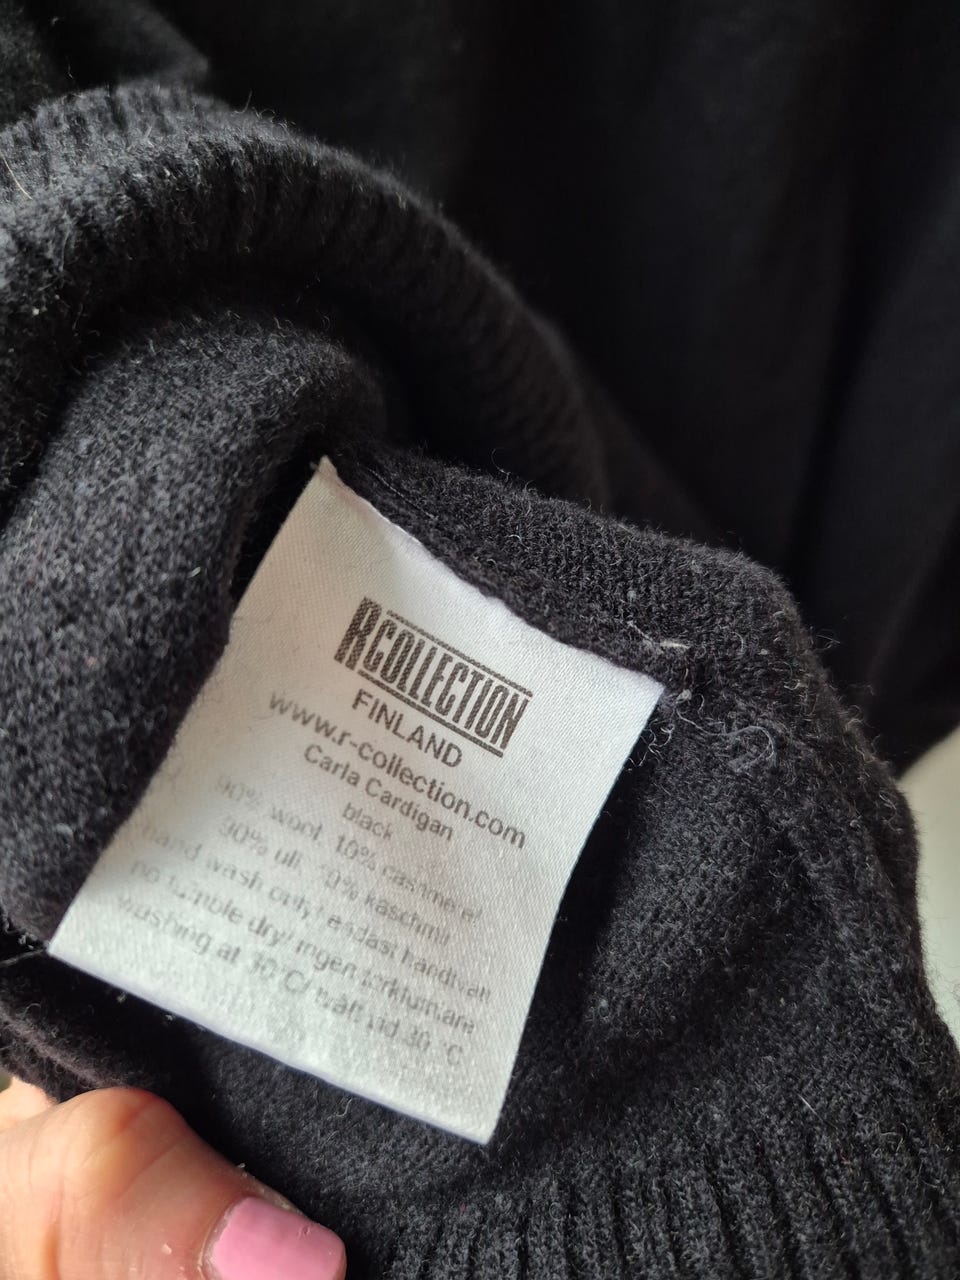 RCOLLECTION
FINLAND
www.r-collection.com
Carla Cardigan
black
90% wool, 10% cashmere/
90% ull, 10% kaschmir
hand wash only/ endast handtvätt
no tumble dry/ ingen torktumlare
washing at 30°C/ tvätt vid 30 °C